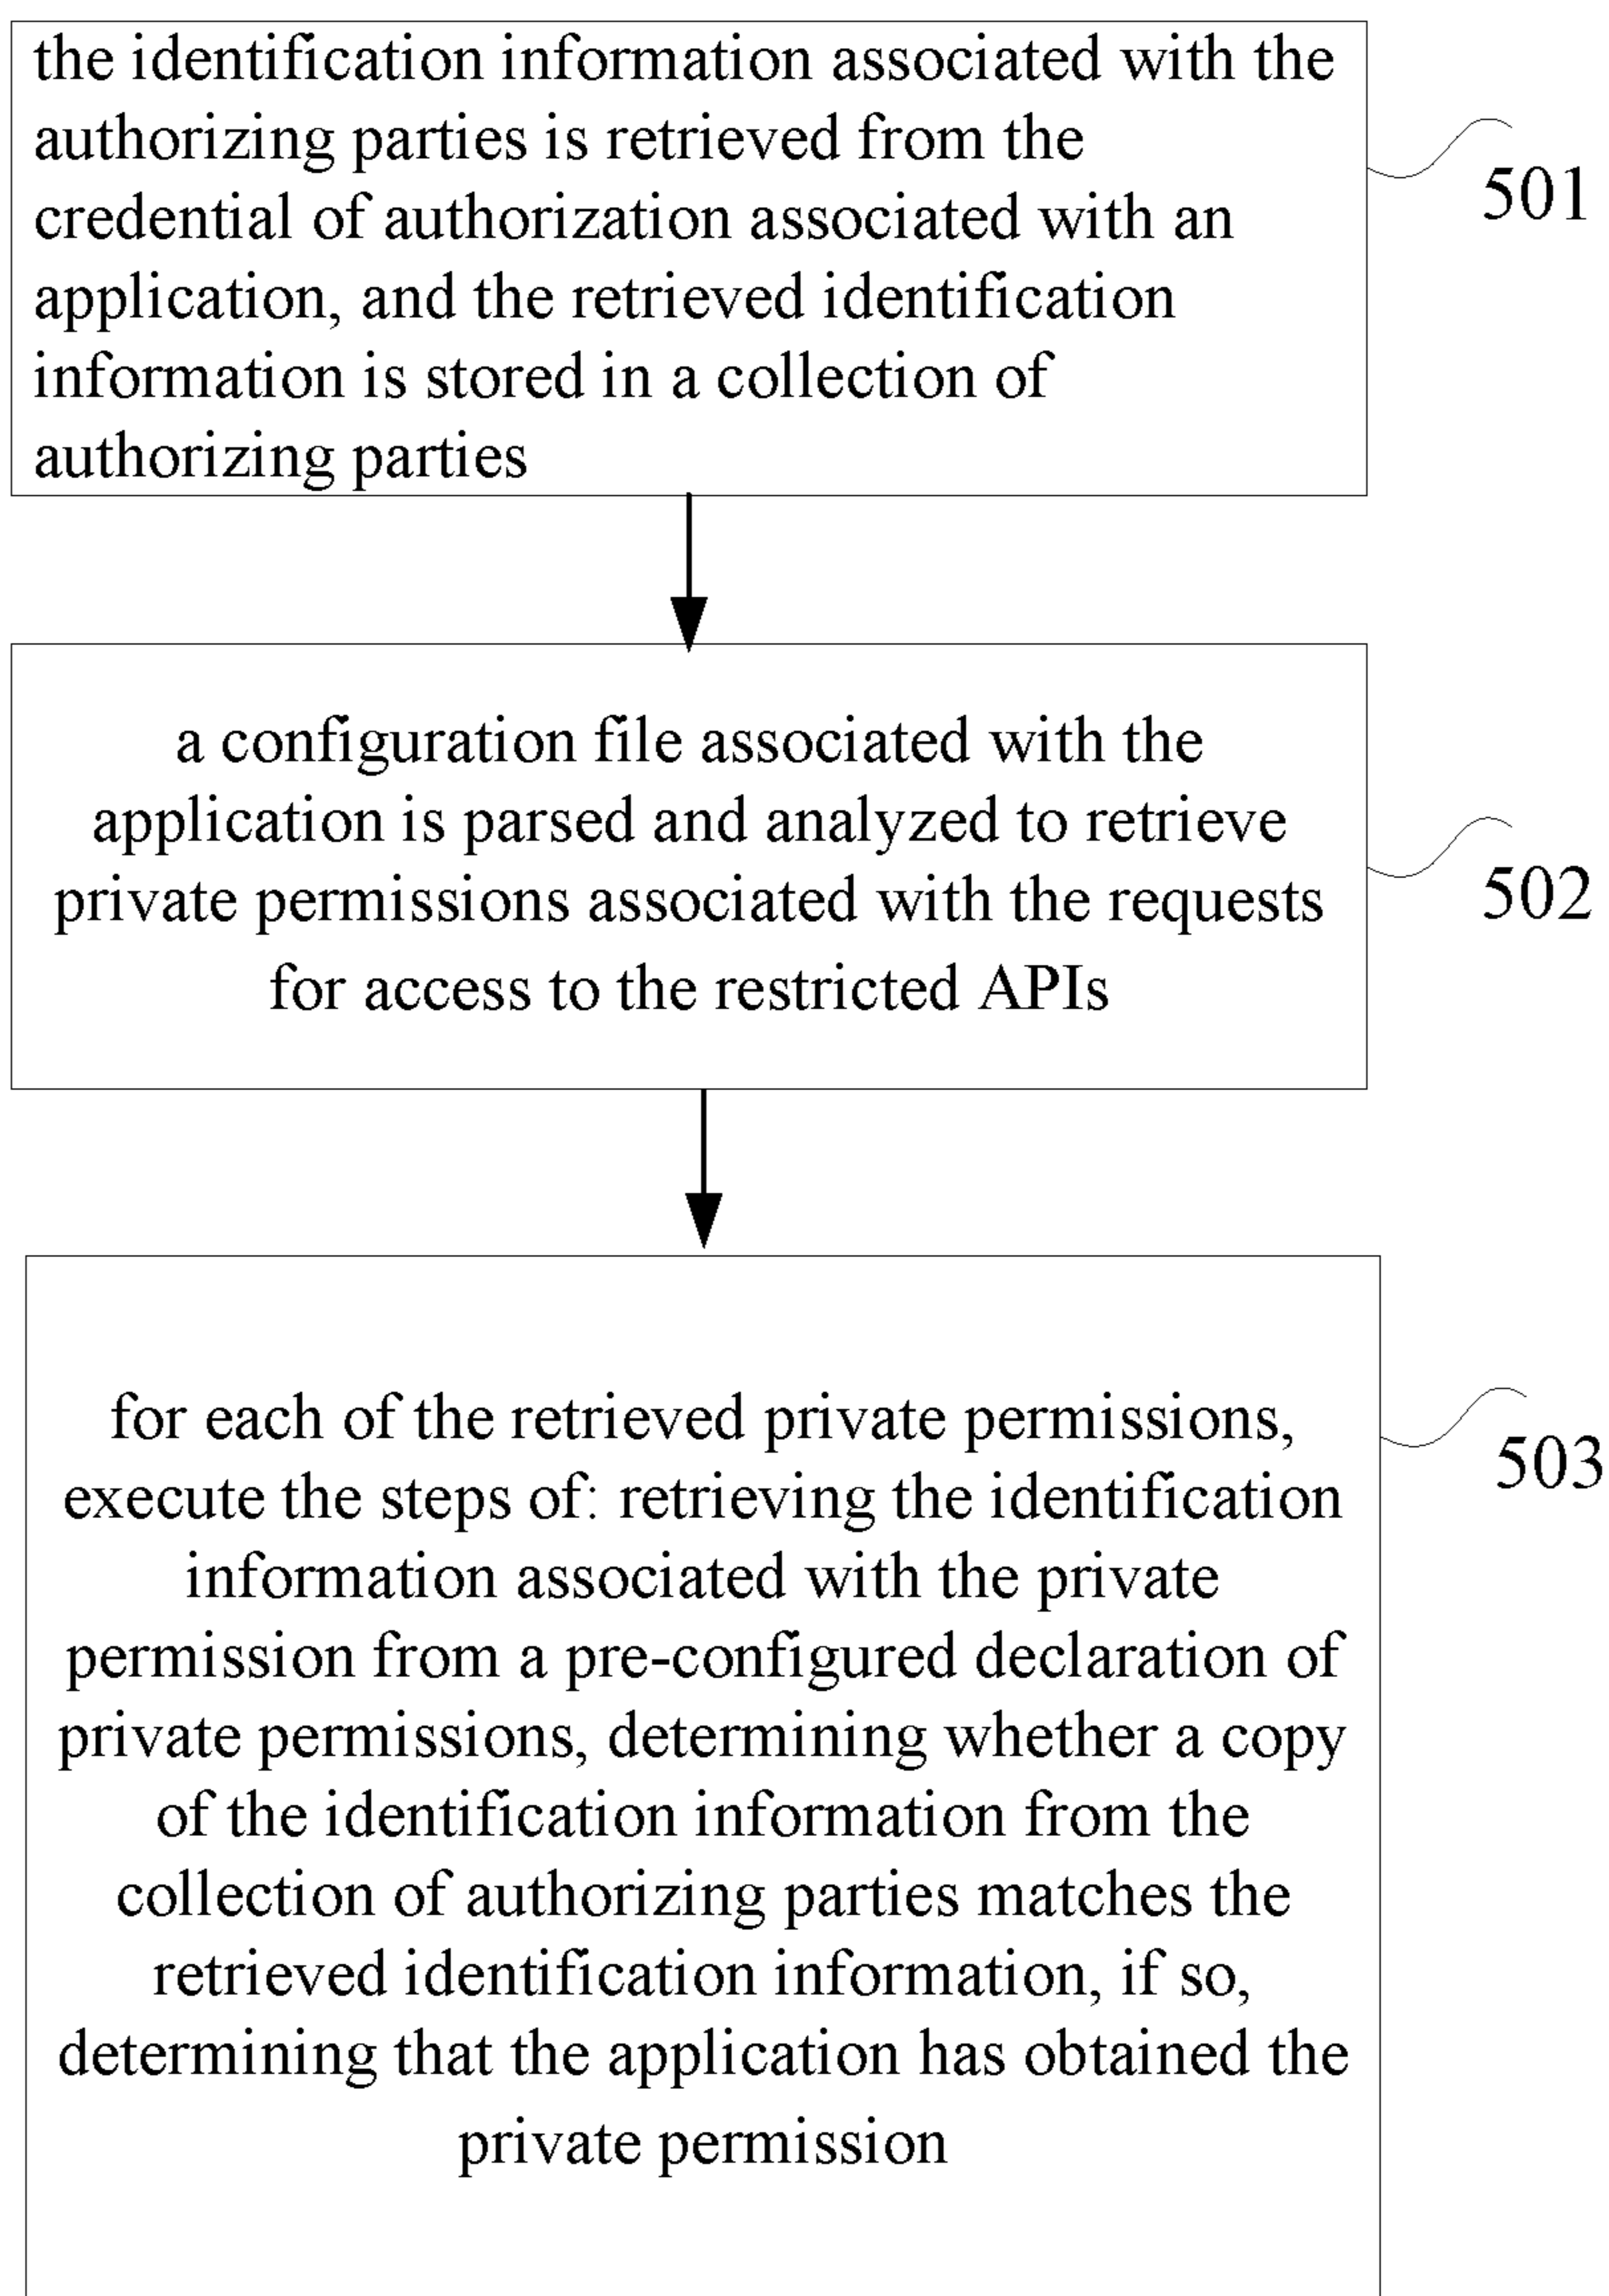 the identification information associated with the
authorizing parties is retrieved from the
credential of authorization associated with an
application, and the retrieved identification
information is stored in a collection of
authorizing parties
501
a configuration file associated with the
application is parsed and analyzed to retrieve
private permissions associated with the requests
for access to the restricted APIs
502
for each of the retrieved private permissions,
execute the steps of: retrieving the identification
information associated with the private
permission from a pre-configured declaration of
private permissions, determining whether a copy
of the identification information from the
collection of authorizing parties matches the
retrieved identification information, if so,
determining that the application has obtained the
private permission
503